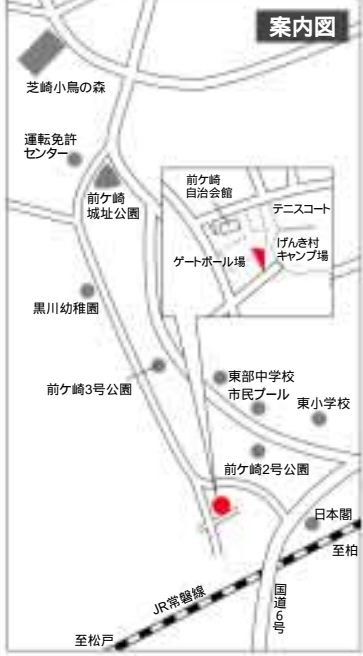 案内図
芝崎小鳥の森
運転免許
センター
前ケ崎
城址公園
前ケ崎
自治会館
テニスコート
げんき村
キャンプ場
ゲートボール場
黒川幼稚園
前ケ崎3号公園
東部中学校
市民プール
東小学校
前ケ崎2号公園
日本閣
至柏
JR常磐線
国道6号
至松戸